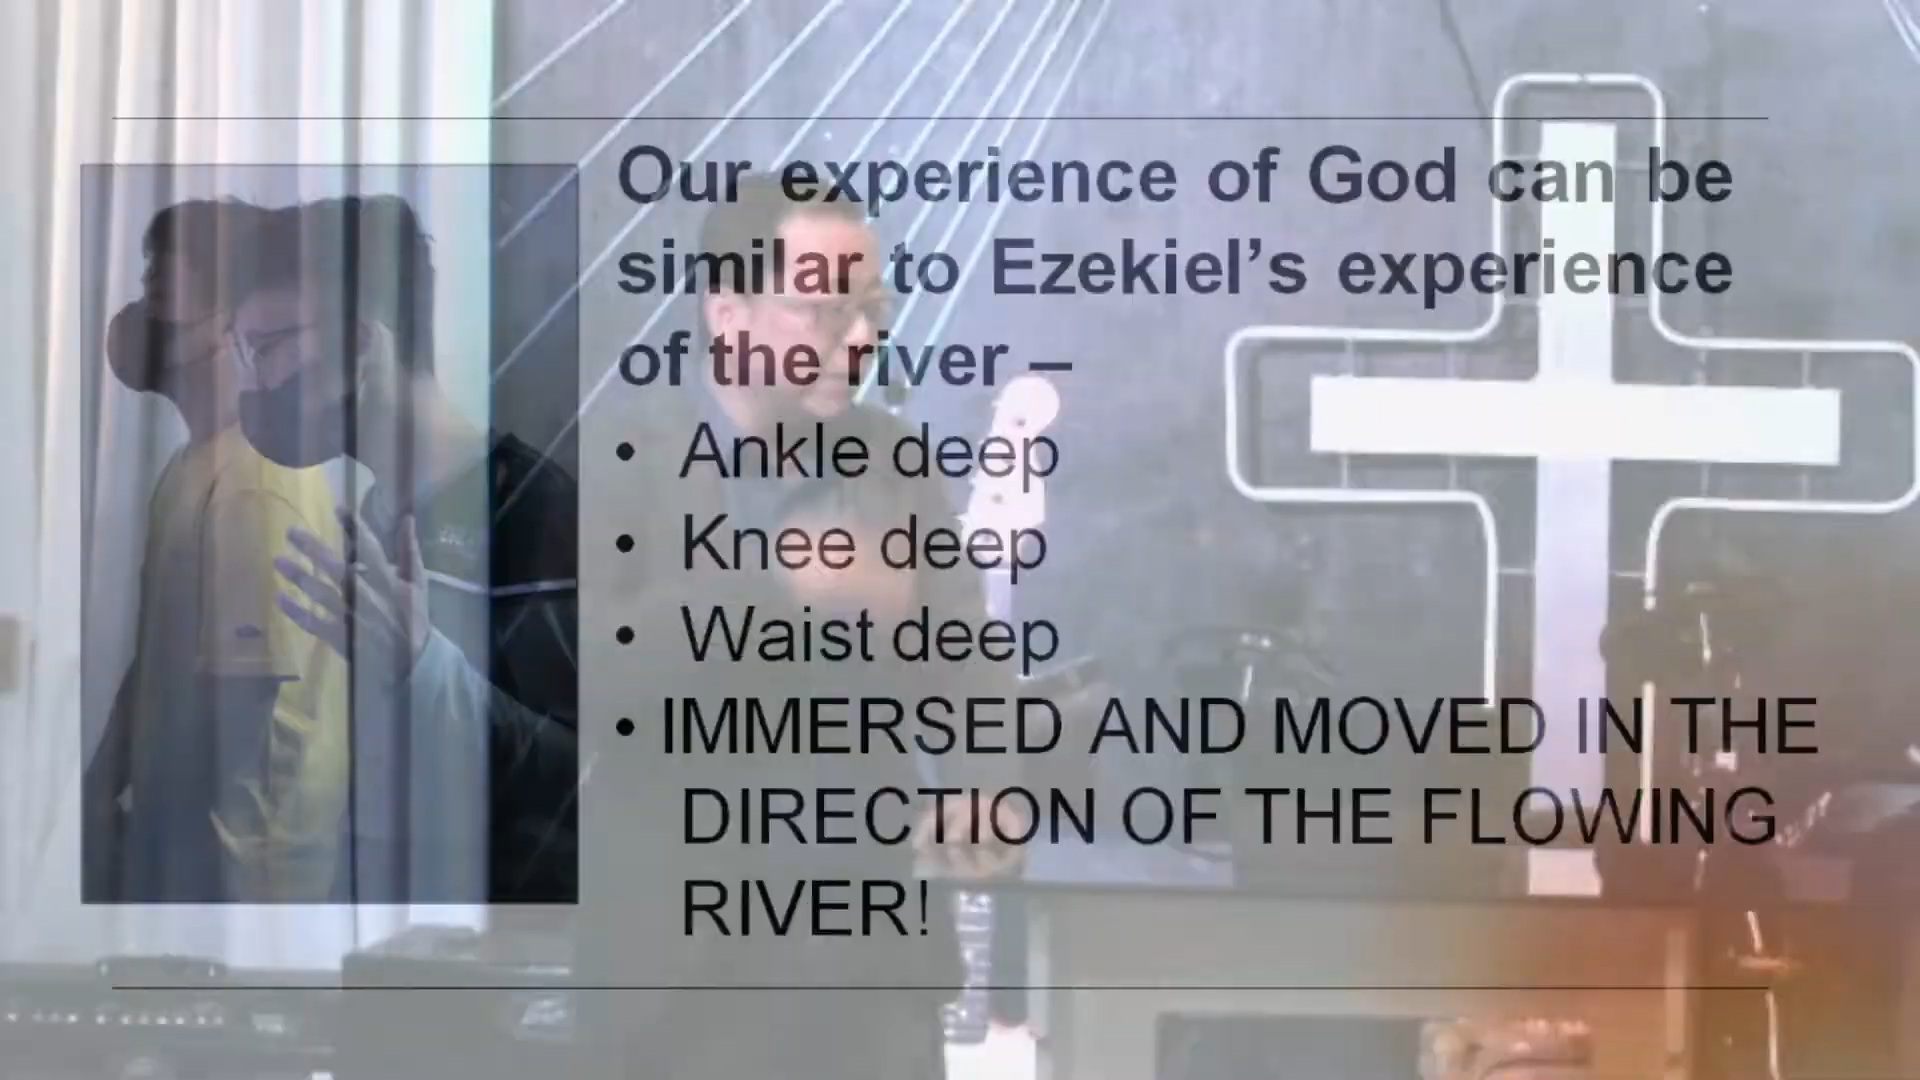 Our experience of God can be
similar to Ezekiel’s experience
of the river –
• Ankle deep
• Knee deep
• Waist deep
• IMMERSED AND MOVED IN THE
DIRECTION OF THE FLOWING
RIVER!